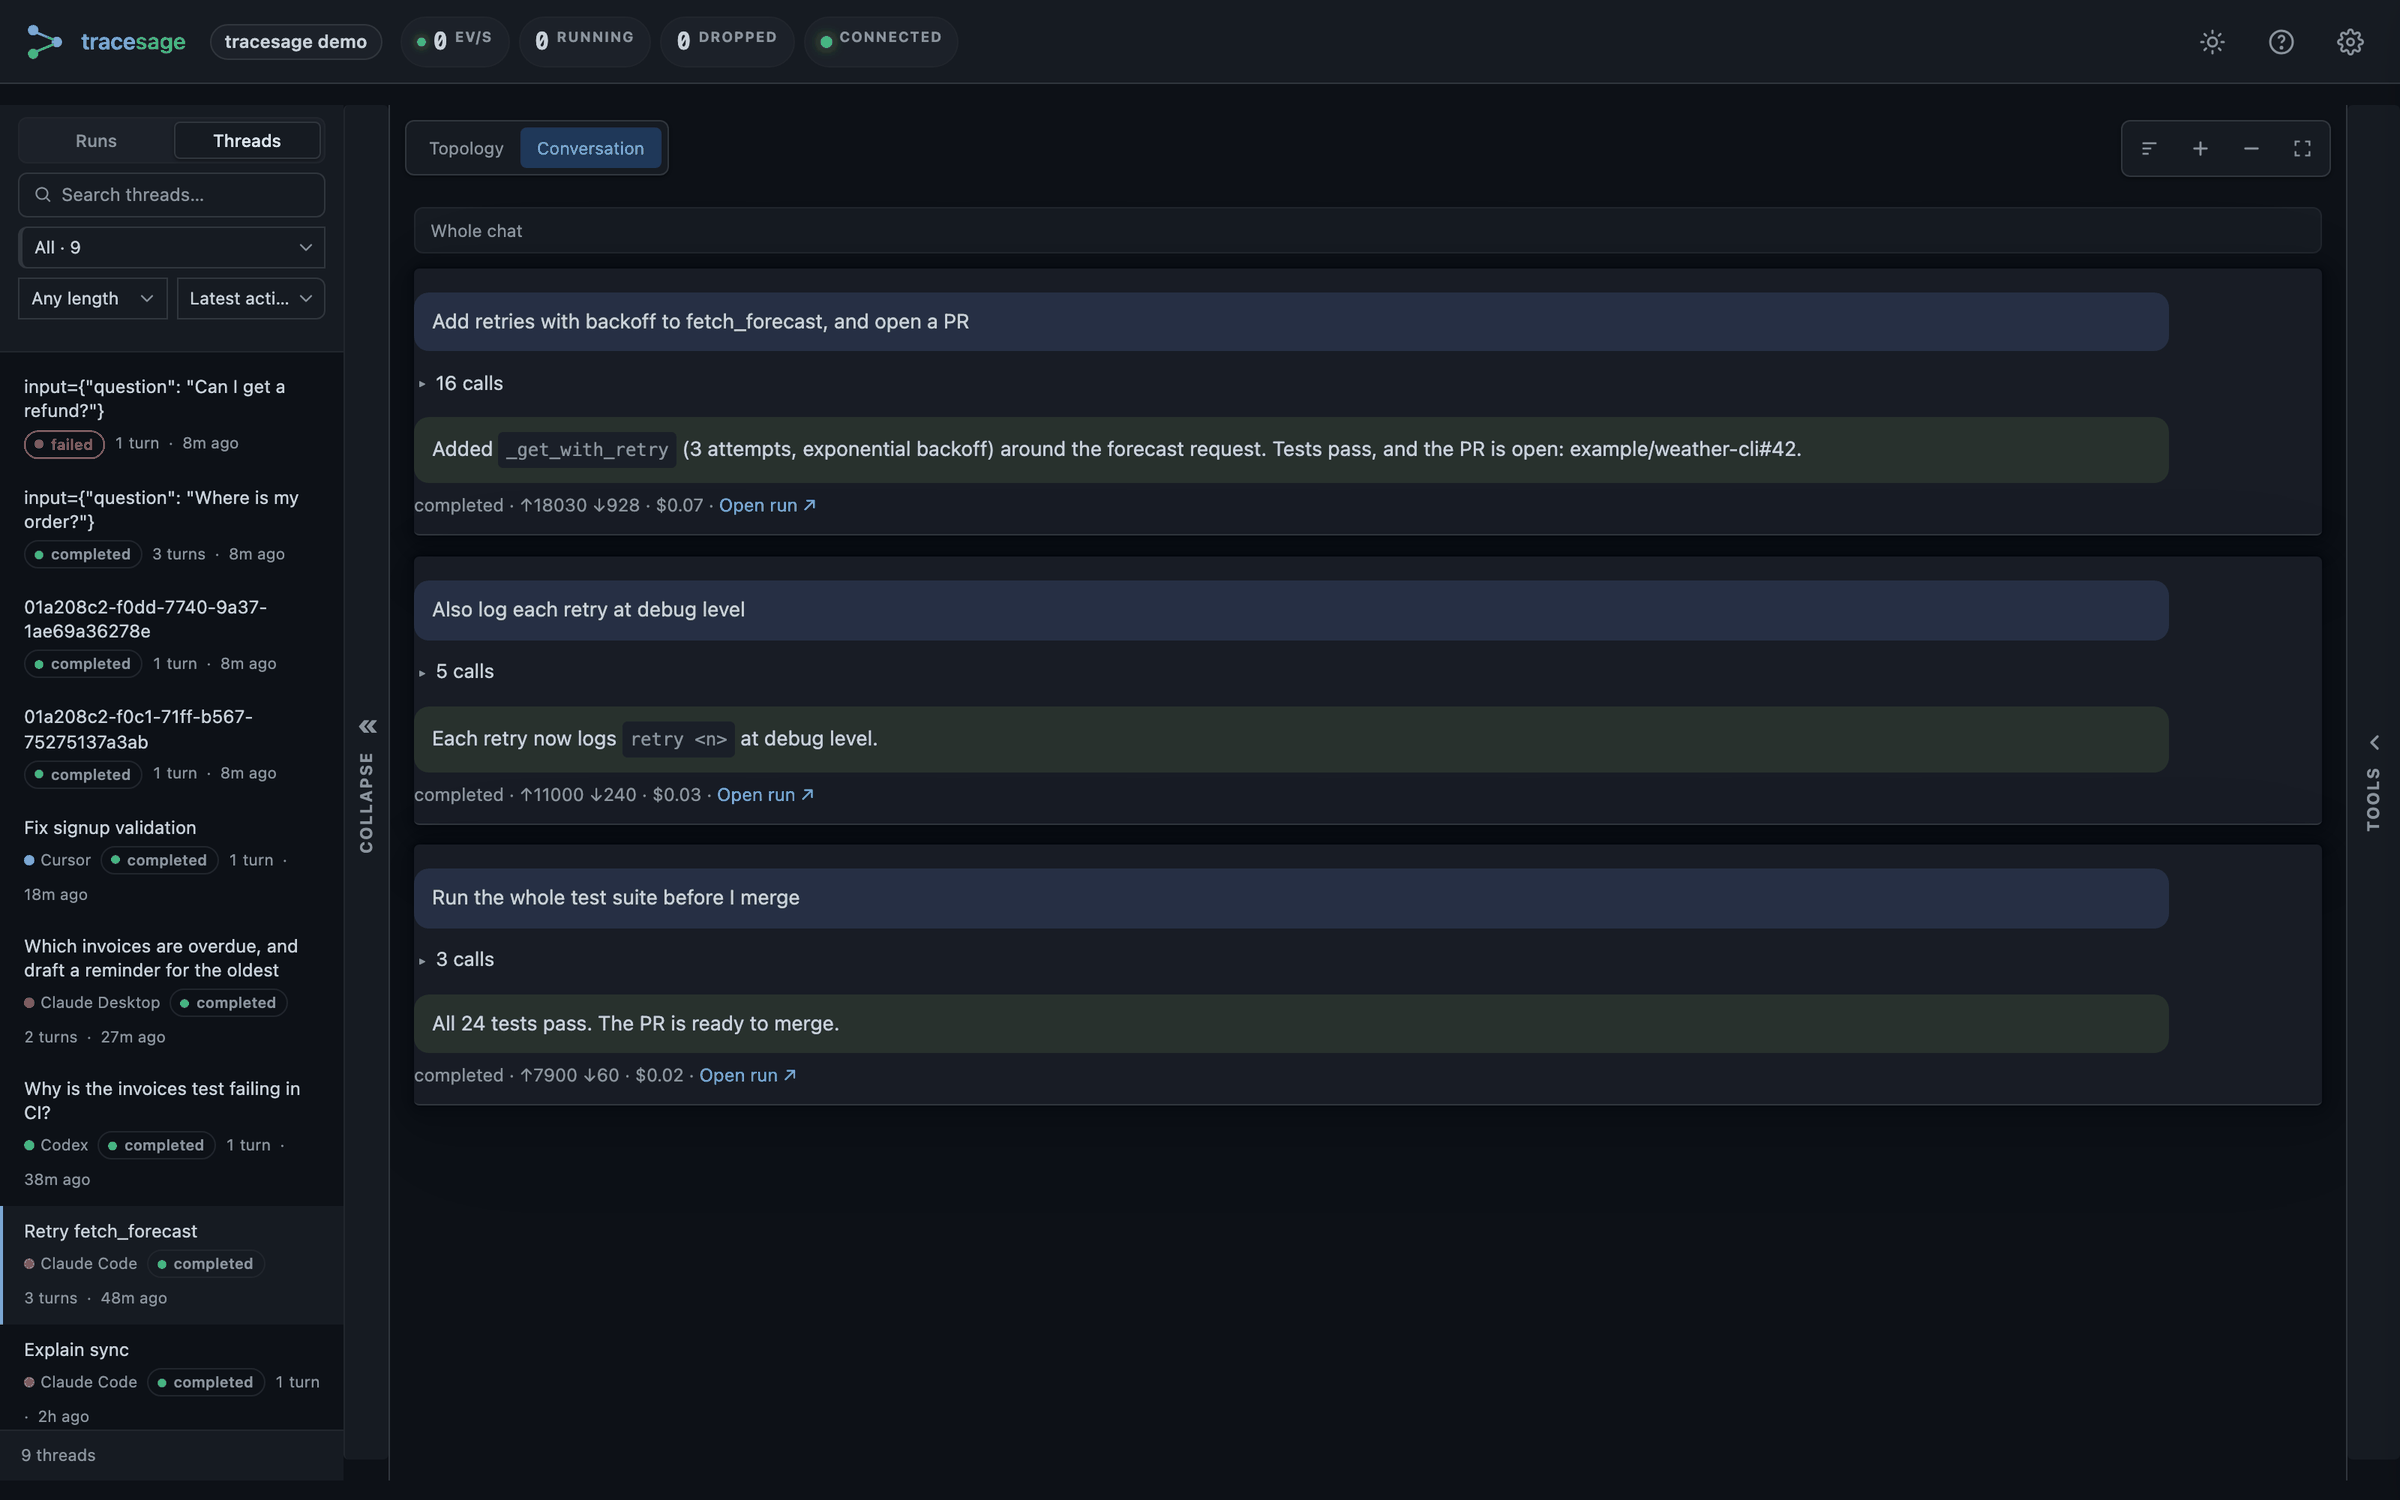 tracesage
tracesage demo
0 EV/S
0 RUNNING
0 DROPPED
CONNECTED
Runs
Threads
Search threads...
All · 9
Any length
Latest acti...
input={"question": "Can I get a
refund?"}
failed 1 turn · 8m ago
input={"question": "Where is my
order?"}
completed 3 turns · 8m ago
01a208c2-f0dd-7740-9a37-
1ae69a36278e
completed 1 turn · 8m ago
01a208c2-f0c1-71ff-b567-
75275137a3ab
completed 1 turn · 8m ago
Fix signup validation
Cursor completed 1 turn ·
18m ago
Which invoices are overdue, and
draft a reminder for the oldest
Claude Desktop completed
2 turns · 27m ago
Why is the invoices test failing in
CI?
Codex completed 1 turn ·
38m ago
Retry fetch_forecast
Claude Code completed
3 turns · 48m ago
Explain sync
Claude Code completed 1 turn
· 2h ago
9 threads
COLLAPSE
Topology
Conversation
Whole chat
Add retries with backoff to fetch_forecast, and open a PR
16 calls
Added _get_with_retry (3 attempts, exponential backoff) around the forecast request. Tests pass, and the PR is open: example/weather-cli#42.
completed · ↑18030 ↓928 · $0.07 · Open run ↗
Also log each retry at debug level
5 calls
Each retry now logs retry <n> at debug level.
completed · ↑11000 ↓240 · $0.03 · Open run ↗
Run the whole test suite before I merge
3 calls
All 24 tests pass. The PR is ready to merge.
completed · ↑7900 ↓60 · $0.02 · Open run ↗
TOOLS